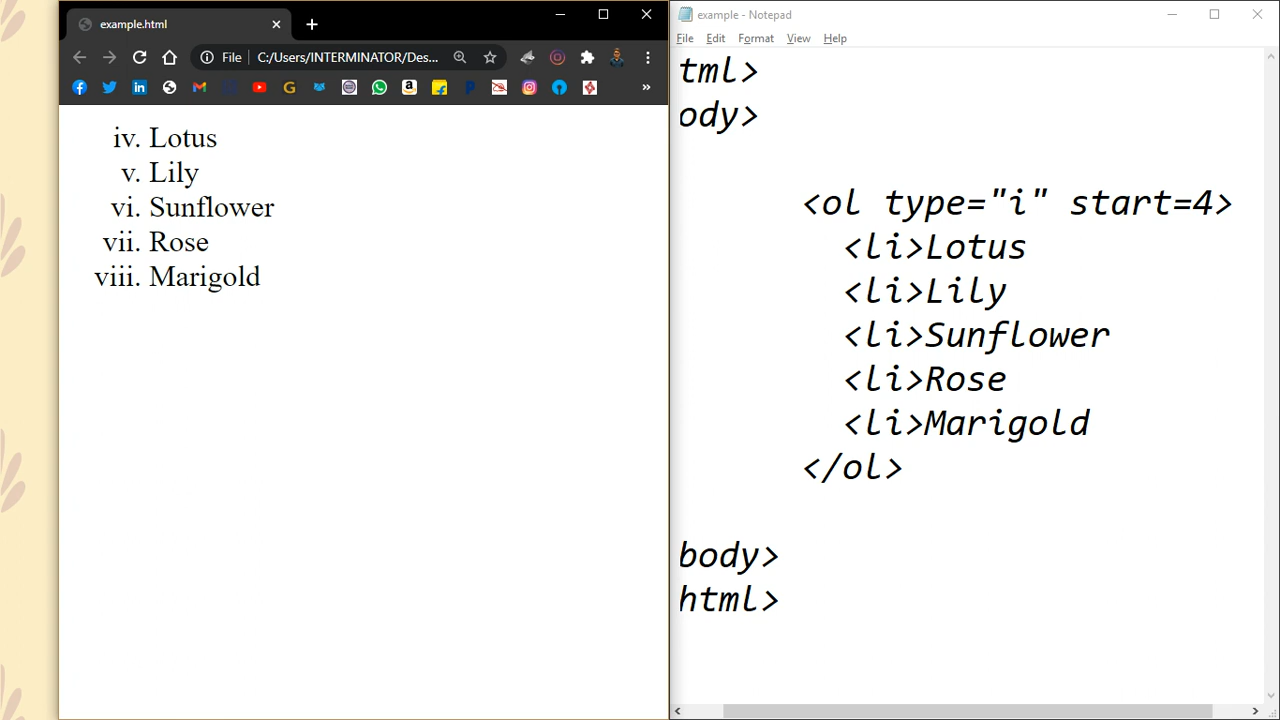 example.html
File
C:/Users/INTERMINATOR/Des...
iv. Lotus
v. Lily
vi. Sunflower
vii. Rose
viii. Marigold
example - Notepad
File Edit Format View Help
tml>
ody>
<ol type="i" start=4>
<li>Lotus
<li>Lily
<li>Sunflower
<li>Rose
<li>Marigold
</ol>
body>
html>